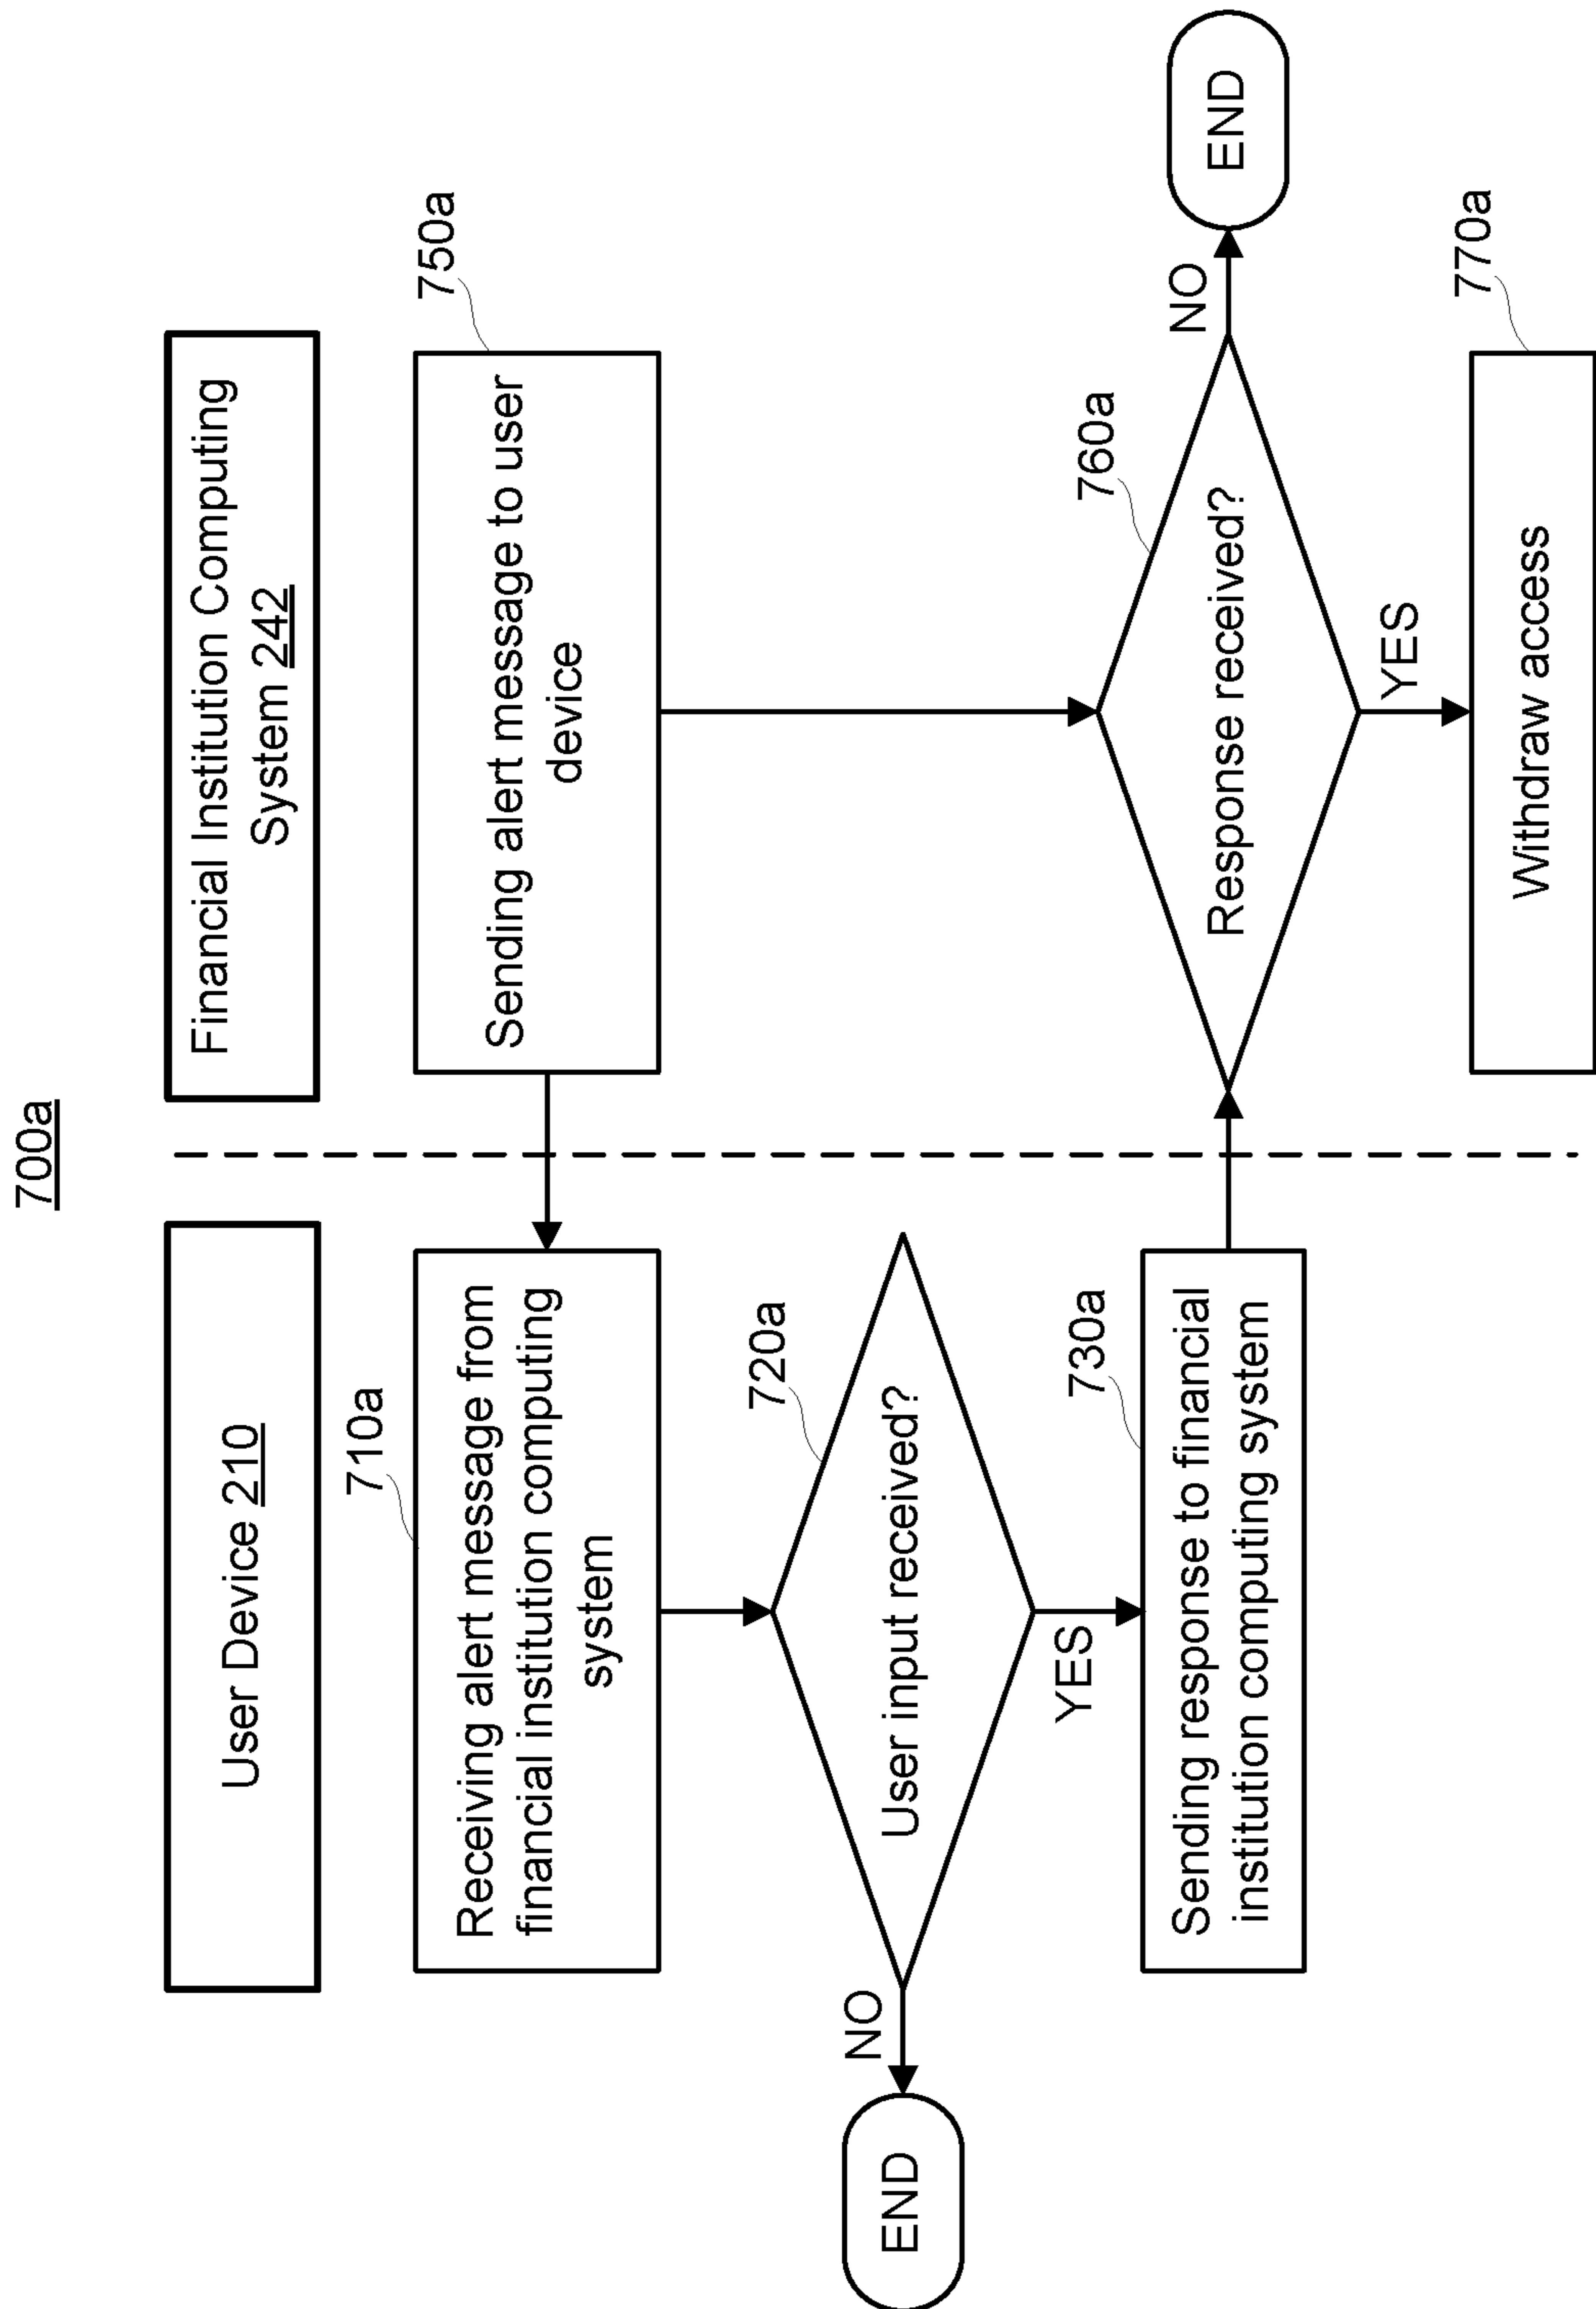 700a
User Device 210
Financial Institution Computing
System 242
710a
Receiving alert message from
financial institution computing
system
750a
Sending alert message to user
device
720a
User input received?
NO
END
YES
730a
Sending response to financial
institution computing system
760a
Response received?
NO
END
YES
770a
Withdraw access